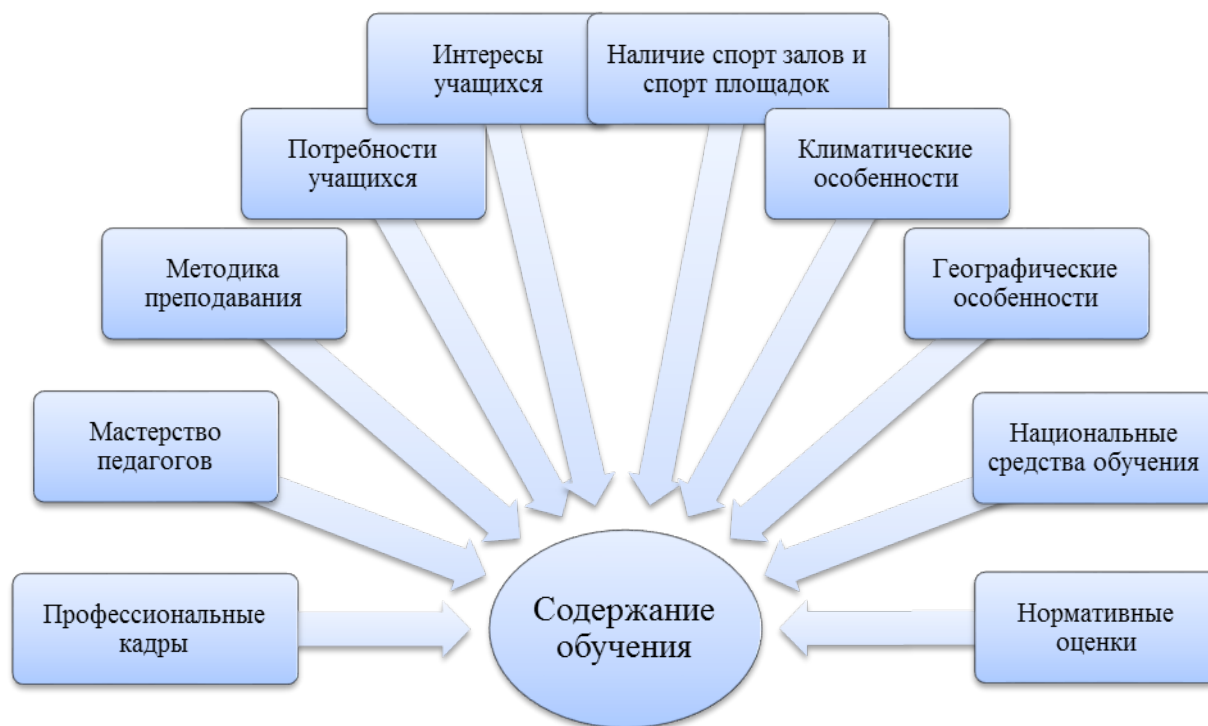 Интересы
учащихся
Наличие спорт залов и
спорт площадок
Потребности
учащихся
Климатические
особенности
Методика
преподавания
Географические
особенности
Мастерство
педагогов
Национальные
средства обучения
Профессиональные
кадры
Содержание
обучения
Нормативные
оценки